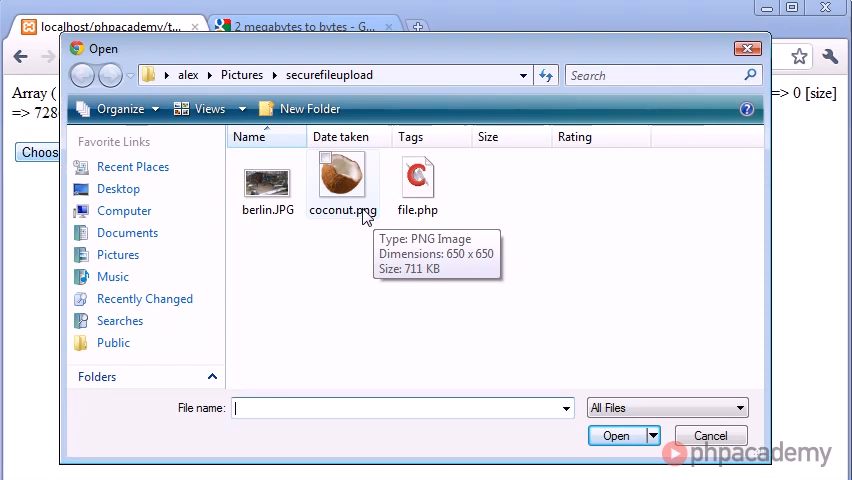 localhost/phpacademy/t...
2 megabytes to bytes - G...
Open
alex
Pictures
securefileupload
Search
Array (
=> 0 [size]
=> 728
Organize
Views
New Folder
Choos
Favorite Links
Recent Places
Desktop
Computer
Documents
Pictures
Music
Recently Changed
Searches
Public
Folders
Name
Date taken
Tags
Size
Rating
berlin.JPG
coconut.png
file.php
Type: PNG Image
Dimensions: 650 x 650
Size: 711 KB
File name:
All Files
Open
Cancel
phpacademy